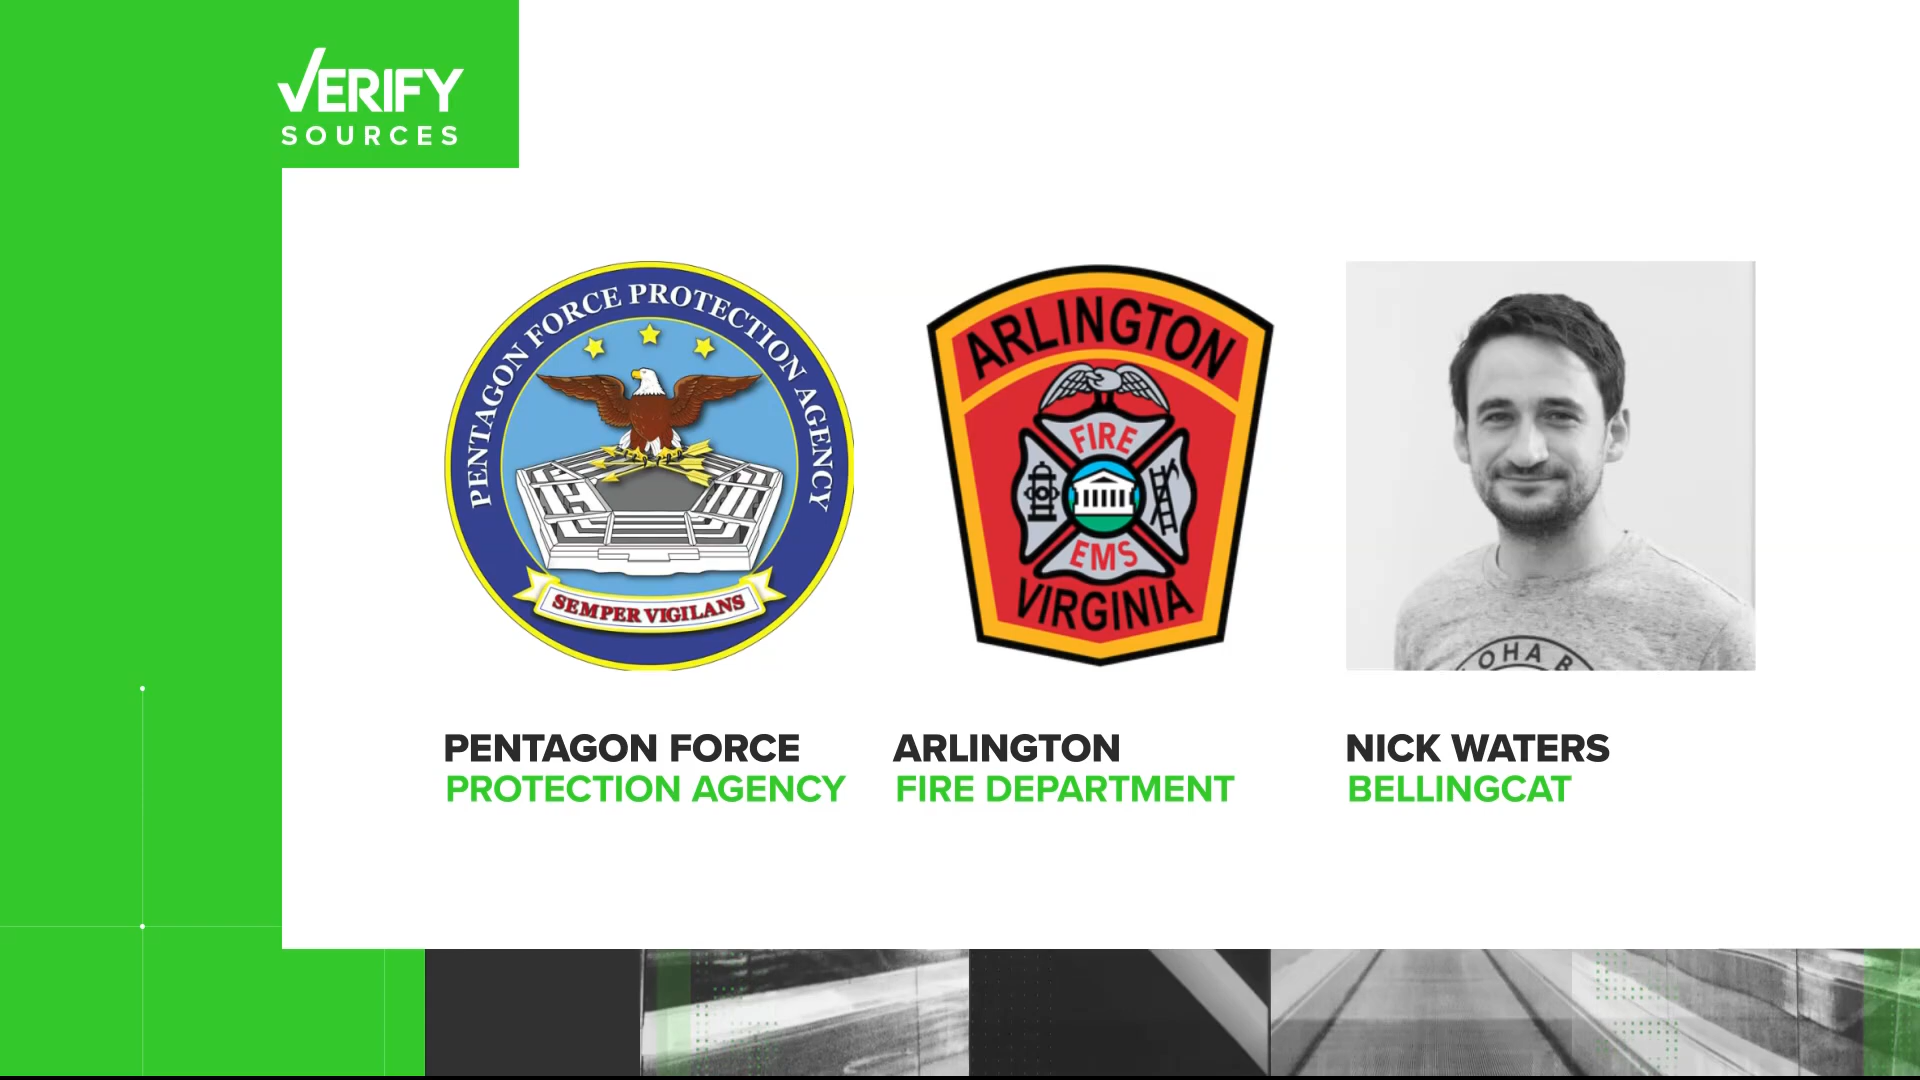 VERIFY
SOURCES
PENTAGON FORCE PROTECTION AGENCY
SEMPER VIGILANS
ARLINGTON
FIRE
EMS
VIRGINIA
OHA B
PENTAGON FORCE
PROTECTION AGENCY
ARLINGTON
FIRE DEPARTMENT
NICK WATERS
BELLINGCAT